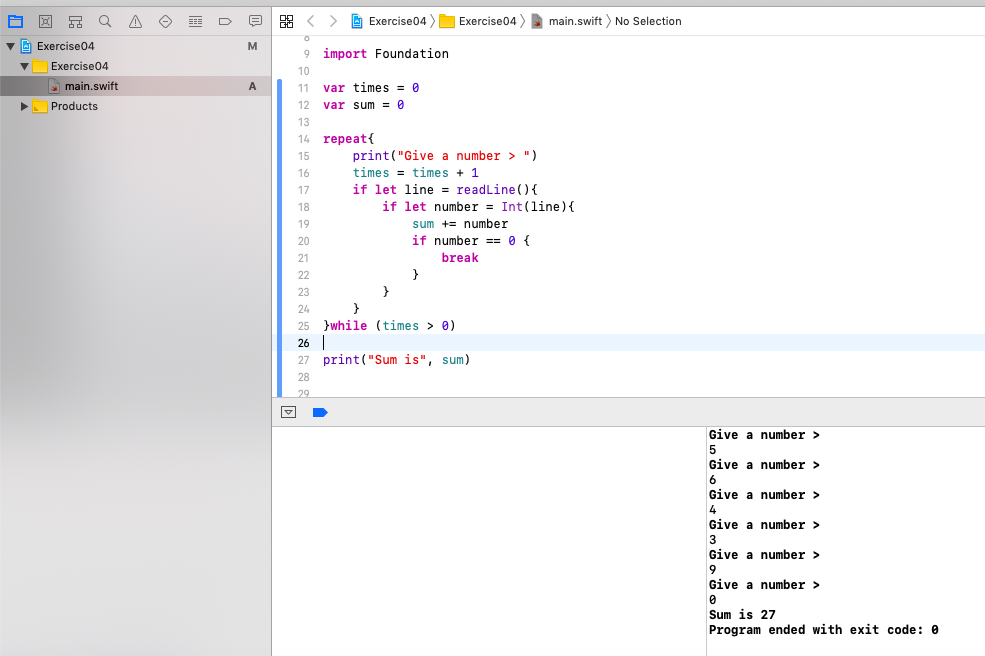 Exercise04 Exercise04 main.swift No Selection
Exercise04 M
Exercise04
main.swift A
Products
8
9 import Foundation
10
11 var times = 0
12 var sum = 0
13
14 repeat{
15 print("Give a number > ")
16 times = times + 1
17 if let line = readLine(){
18 if let number = Int(line){
19 sum += number
20 if number == 0 {
21 break
22 }
23 }
24 }
25 }while (times > 0)
26
27 print("Sum is", sum)
28
29
Give a number >
5
Give a number >
6
Give a number >
4
Give a number >
3
Give a number >
9
Give a number >
0
Sum is 27
Program ended with exit code: 0